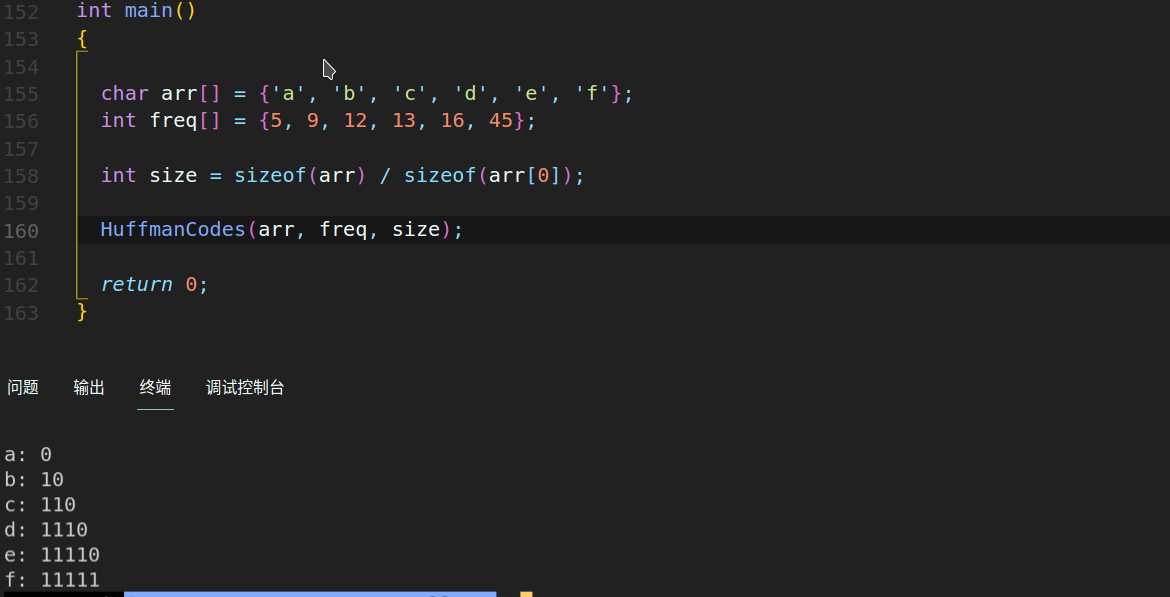 152 int main()
153 {
154
155 char arr[] = {'a', 'b', 'c', 'd', 'e', 'f'};
156 int freq[] = {5, 9, 12, 13, 16, 45};
157
158 int size = sizeof(arr) / sizeof(arr[0]);
159
160 HuffmanCodes(arr, freq, size);
161
162 return 0;
163 }
问题 输出 终端 调试控制台
a: 0
b: 10
c: 110
d: 1110
e: 11110
f: 11111